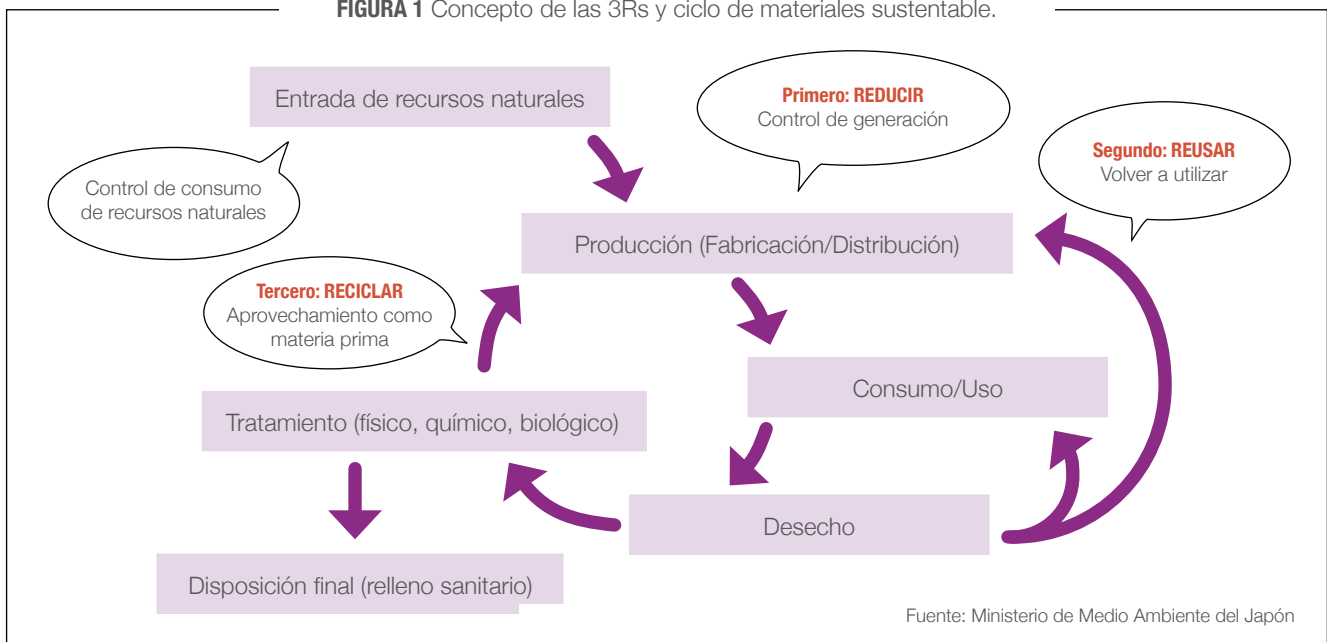 FIGURA 1 Concepto de las 3Rs y ciclo de materiales sustentable.
Entrada de recursos naturales
Primero: REDUCIR
Control de generación
Segundo: REUSAR
Volver a utilizar
Control de consumo
de recursos naturales
Producción (Fabricación/Distribución)
Tercero: RECICLAR
Aprovechamiento como
materia prima
Consumo/Uso
Tratamiento (físico, químico, biológico)
Desecho
Disposición final (relleno sanitario)
Fuente: Ministerio de Medio Ambiente del Japón